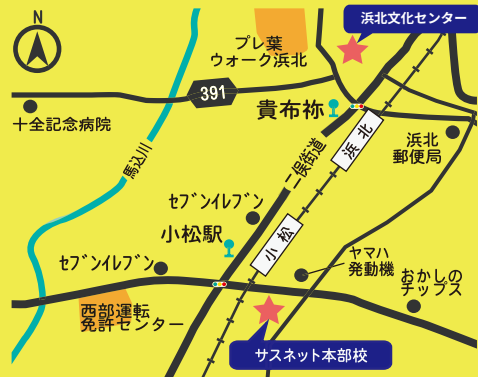 N
浜北文化センター
プレ葉
ウォーク浜北
391
十全記念病院
貴布祢
浜北
浜北
郵便局
馬込川
二俣街道
セブンイレブン
小松駅
小松
セブンイレブン
ヤマハ
発動機
おかしの
チップス
西部運転
免許センター
サスネット本部校